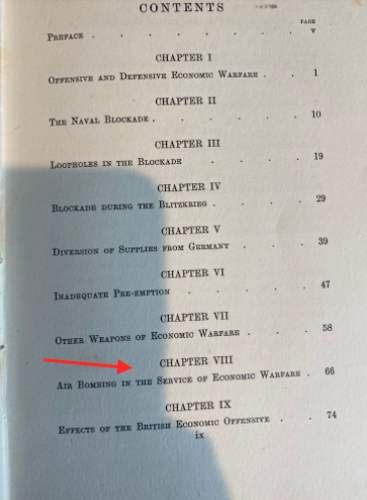 CONTENTS
PAGE
PREFACE . . . . . . . v
CHAPTER I
OFFENSIVE AND DEFENSIVE ECONOMIC WARFARE . . 1
CHAPTER II
THE NAVAL BLOCKADE . . . . . 10
CHAPTER III
LOOPHOLES IN THE BLOCKADE . . . . 19
CHAPTER IV
BLOCKADE DURING THE BLITZKRIEG . . . . 29
CHAPTER V
DIVERSION OF SUPPLIES FROM GERMANY . . . 39
CHAPTER VI
INADEQUATE PRE-EMPTION . . . . . 47
CHAPTER VII
OTHER WEAPONS OF ECONOMIC WARFARE . . . 58
CHAPTER VIII
AIR BOMBING IN THE SERVICE OF ECONOMIC WARFARE . 66
CHAPTER IX
EFFECTS OF THE BRITISH ECONOMIC OFFENSIVE . . 74
ix